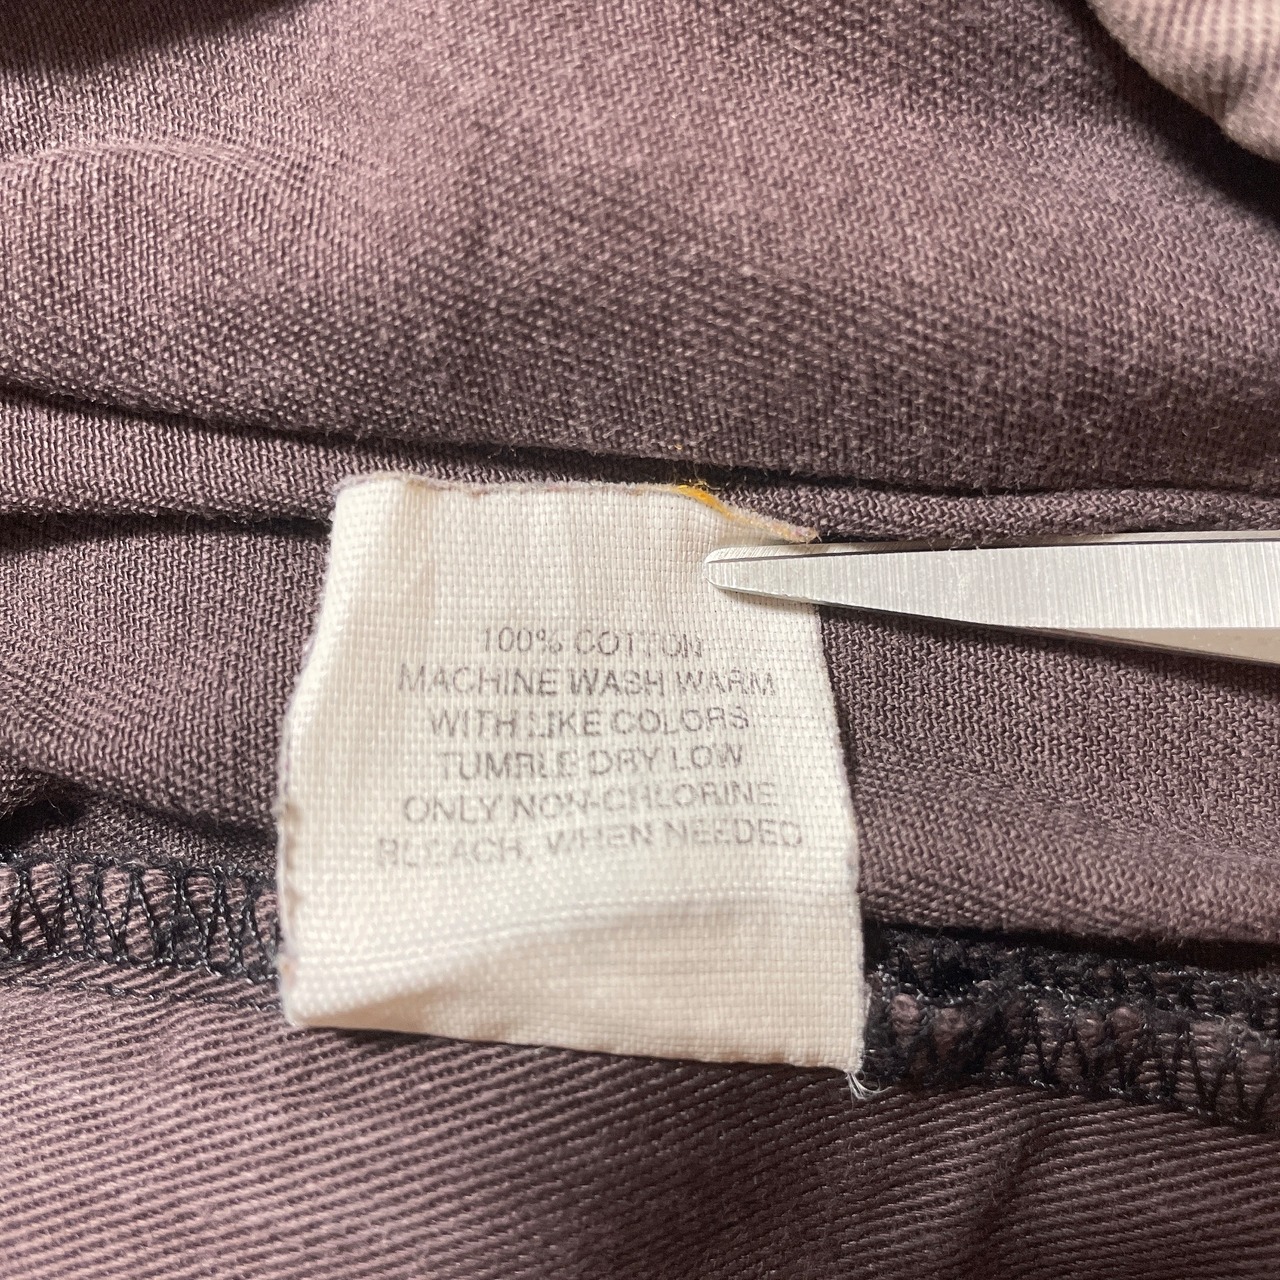 100% COTTON
MACHINE WASH WARM
WITH LIKE COLORS
TUMBLE DRY LOW
ONLY NON-CHLORINE
BLEACH, WHEN NEEDED